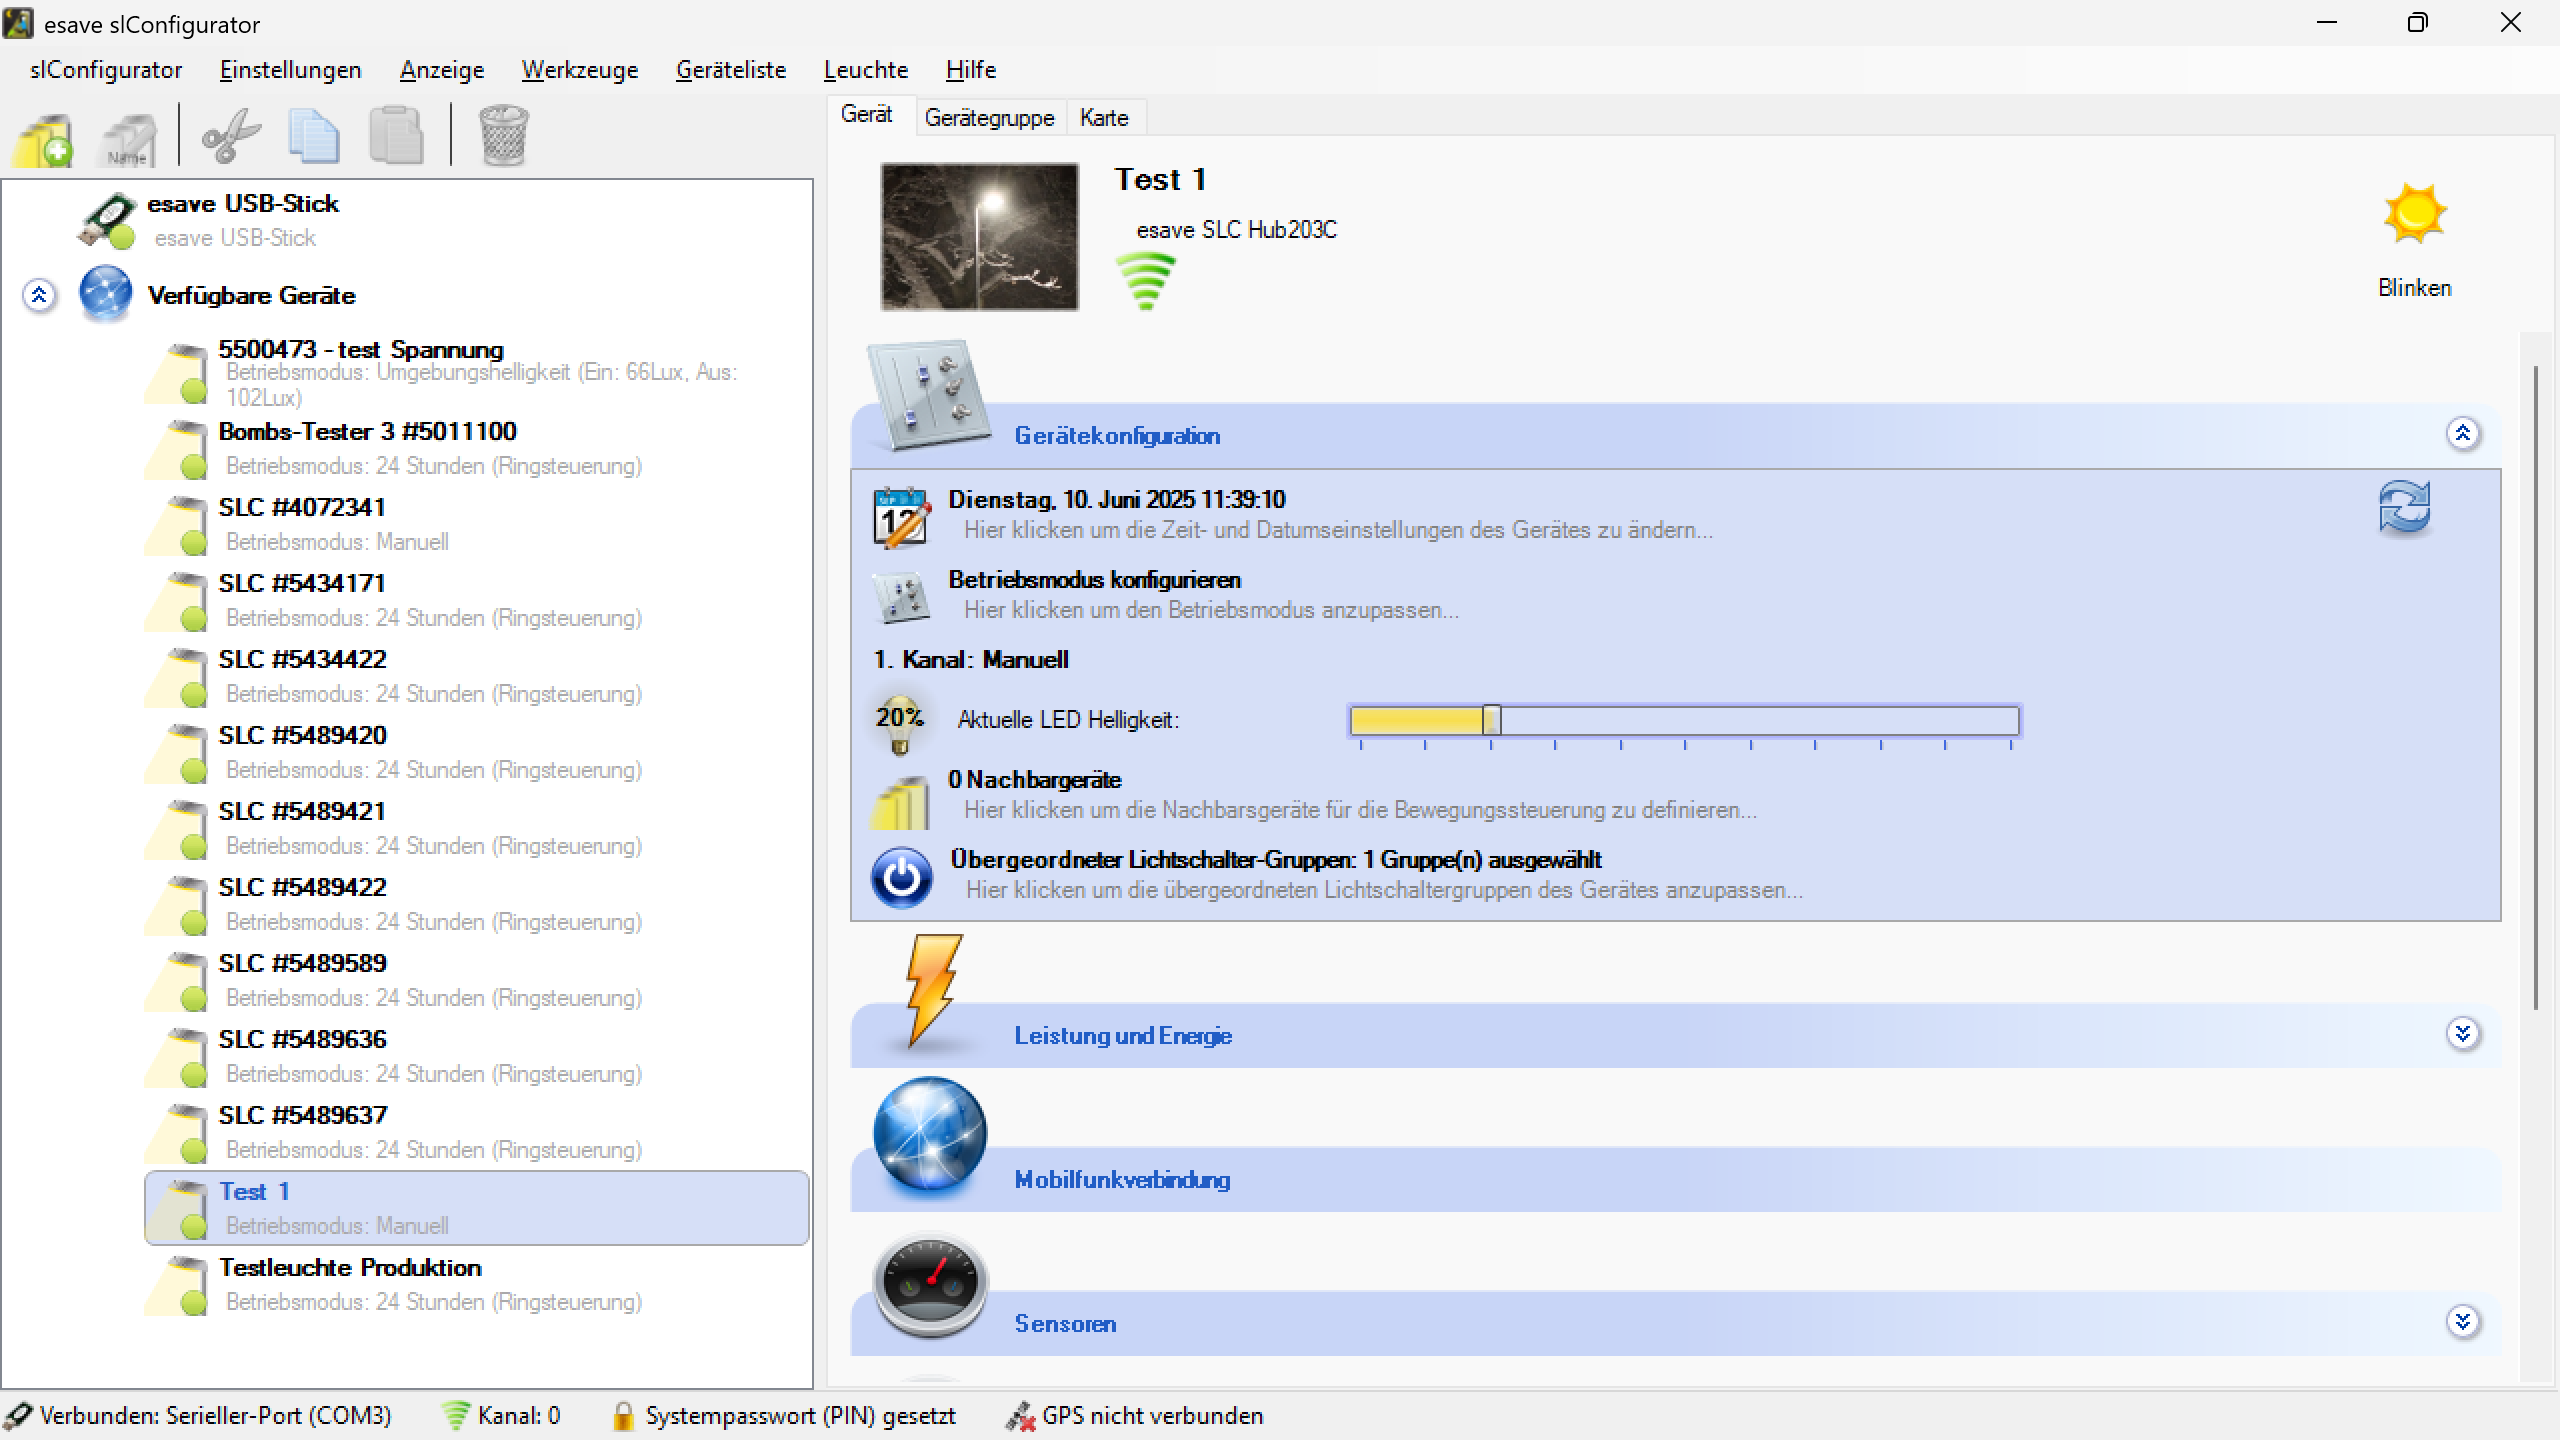 esave slConfigurator
slConfigurator Einstellungen Anzeige Werkzeuge Geräteliste Leuchte Hilfe
Name
esave USB-Stick
esave USB-Stick
Verfügbare Geräte
5500473 - test Spannung
Betriebsmodus: Umgebungshelligkeit (Ein: 66Lux, Aus:
102Lux)
Bombs-Tester 3 #5011100
Betriebsmodus: 24 Stunden (Ringsteuerung)
SLC #4072341
Betriebsmodus: Manuell
SLC #5434171
Betriebsmodus: 24 Stunden (Ringsteuerung)
SLC #5434422
Betriebsmodus: 24 Stunden (Ringsteuerung)
SLC #5489420
Betriebsmodus: 24 Stunden (Ringsteuerung)
SLC #5489421
Betriebsmodus: 24 Stunden (Ringsteuerung)
SLC #5489422
Betriebsmodus: 24 Stunden (Ringsteuerung)
SLC #5489589
Betriebsmodus: 24 Stunden (Ringsteuerung)
SLC #5489636
Betriebsmodus: 24 Stunden (Ringsteuerung)
SLC #5489637
Betriebsmodus: 24 Stunden (Ringsteuerung)
Test 1
Betriebsmodus: Manuell
Testleuchte Produktion
Betriebsmodus: 24 Stunden (Ringsteuerung)
Gerät Gerätegruppe Karte
Test 1
esave SLC Hub203C
Blinken
Gerätekonfiguration
SEP
12
Dienstag, 10. Juni 2025 11:39:10
Hier klicken um die Zeit- und Datumseinstellungen des Gerätes zu ändern...
Betriebsmodus konfigurieren
Hier klicken um den Betriebsmodus anzupassen...
1. Kanal: Manuell
20% Aktuelle LED Helligkeit:
0 Nachbargeräte
Hier klicken um die Nachbarsgeräte für die Bewegungssteuerung zu definieren...
Übergeordneter Lichtschalter-Gruppen: 1 Gruppe(n) ausgewählt
Hier klicken um die übergeordneten Lichtschaltergruppen des Gerätes anzupassen...
Leistung und Energie
Mobilfunkverbindung
Sensoren
Verbunden: Serieller-Port (COM3) Kanal: 0 Systempasswort (PIN) gesetzt GPS nicht verbunden